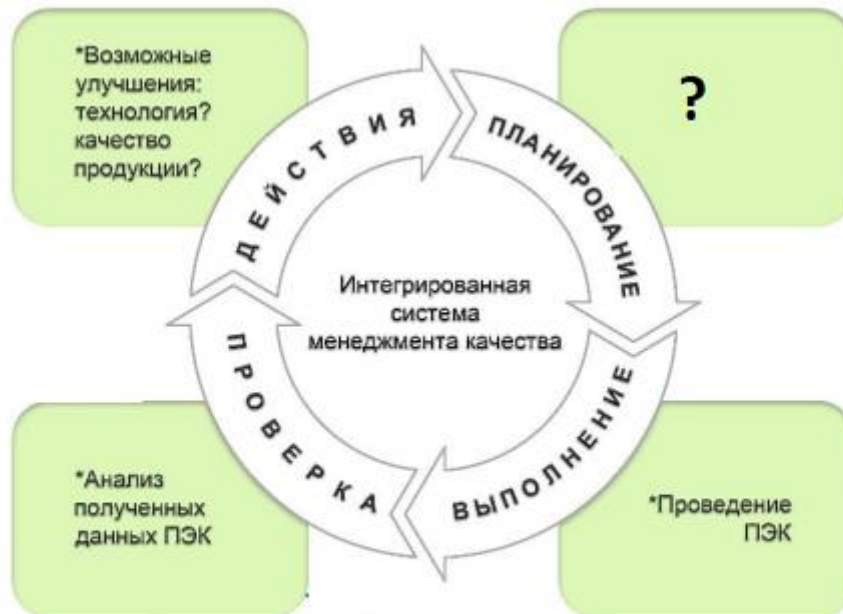 *Возможные
улучшения:
технология?
качество
продукции?
?
ДЕЙСТВИЯ
ПЛАНИРОВАНИЕ
Интегрированная
система
менеджмента качества
ПРОВЕРКА
ВЫПОЛНЕНИЕ
*Анализ
полученных
данных ПЭК
*Проведение
ПЭК